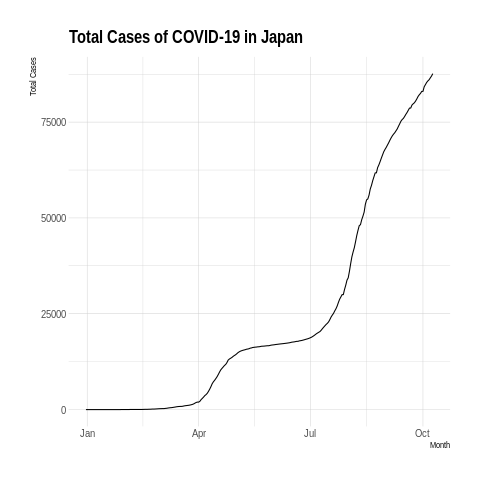 Total Cases of COVID-19 in Japan
Total Cases
75000
50000
25000
0
Jan Apr Jul Oct
Month